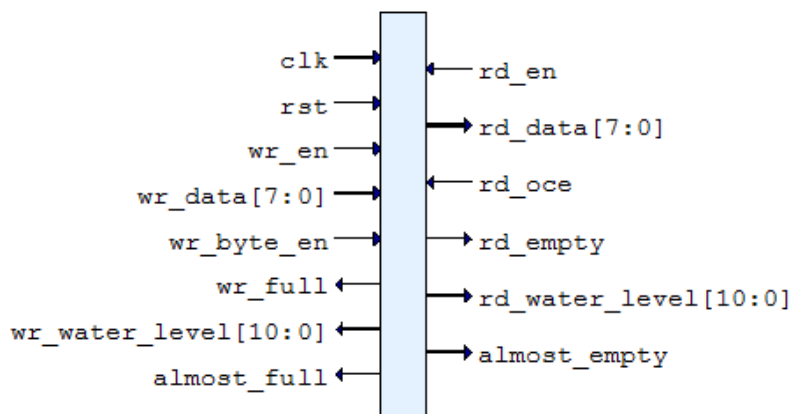 clk
rst
wr_en
wr_data[7:0]
wr_byte_en
wr_full
wr_water_level[10:0]
almost_full
rd_en
rd_data[7:0]
rd_oce
rd_empty
rd_water_level[10:0]
almost_empty